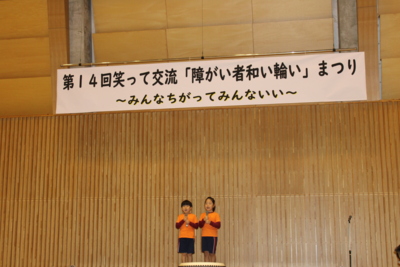 第14回笑って交流「障がい者和い輪い」まつり
～みんなちがってみんないい～